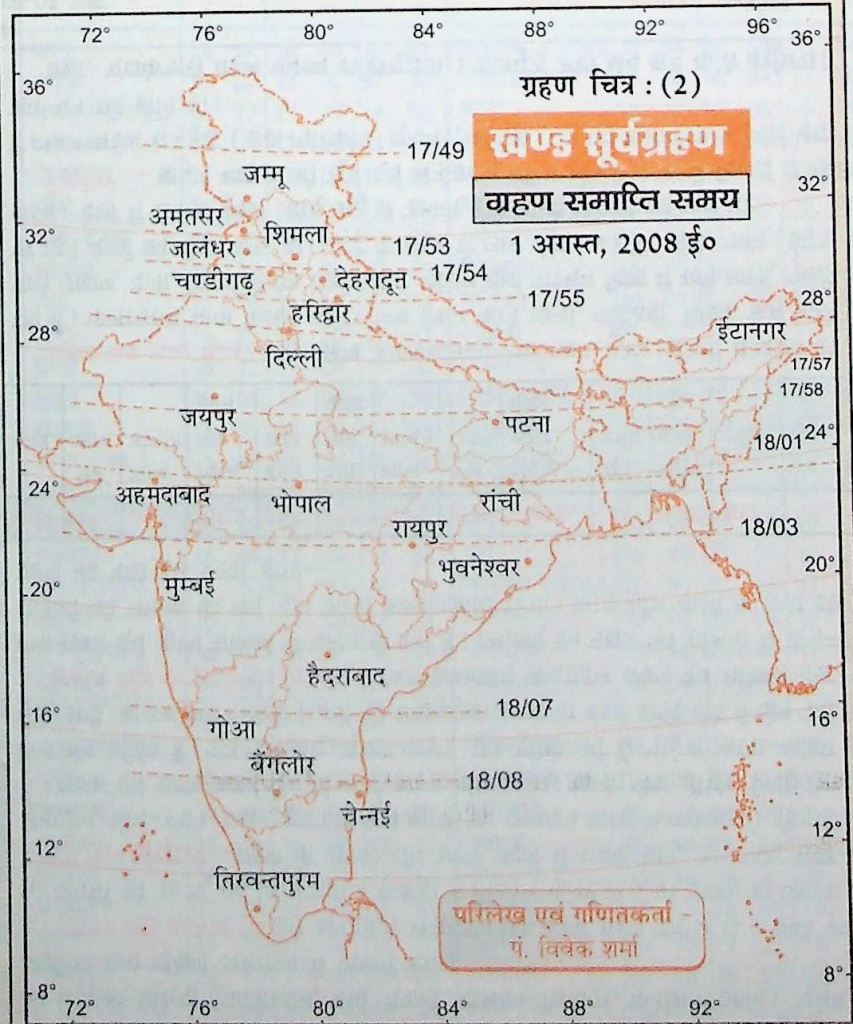 72° 76° 80° 84° 88° 92° 96° 36°
36°
ग्रहण चित्र : (2)
खण्ड सूर्यग्रहण
ग्रहण समाप्ति समय
1 अगस्त, 2008 ई०
17/49
जम्मू
32°
अमृतसर
शिमला
32°
जालंधर
17/53
चण्डीगढ़
देहरादून
17/54
हरिद्वार
17/55
28°
ईटानगर
28°
दिल्ली
17/57
17/58
जयपुर
पटना
18/01
24°
24°
अहमदाबाद
भोपाल
रांची
रायपुर
18/03
भुवनेश्वर
20°
मुम्बई
20°
हैदराबाद
18/07
16°
गोआ
16°
बैंगलोर
18/08
चेन्नई
12°
12°
तिरवन्तपुरम
परिलेख एवं गणितकर्ता -
पं. विवेक शर्मा
8°
8°
72° 76° 80° 84° 88° 92°